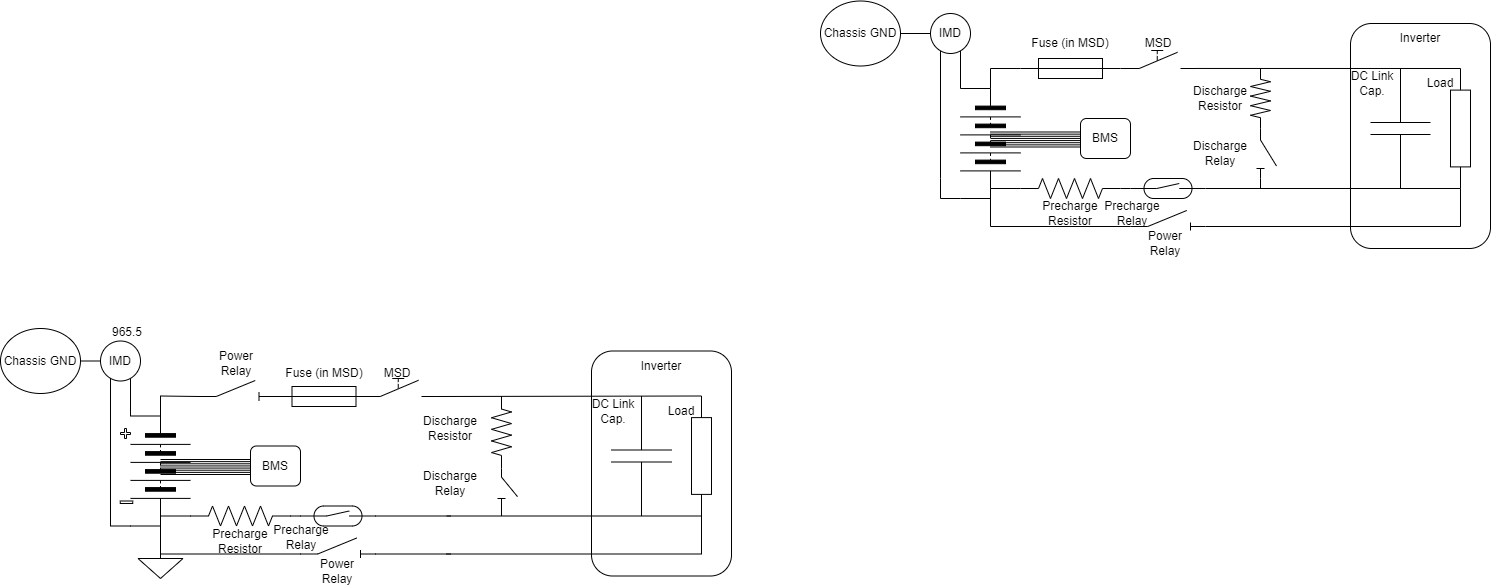 Chassis GND
IMD
Fuse (in MSD)
MSD
Inverter
DC Link
Cap.
Load
Discharge
Resistor
BMS
Discharge
Relay
Precharge
Resistor
Precharge
Relay
Power
Relay
965.5
Chassis GND
IMD
Power
Relay
Fuse (in MSD)
MSD
Inverter
DC Link
Cap.
Load
Discharge
Resistor
BMS
Discharge
Relay
Precharge
Resistor
Precharge
Relay
Power
Relay